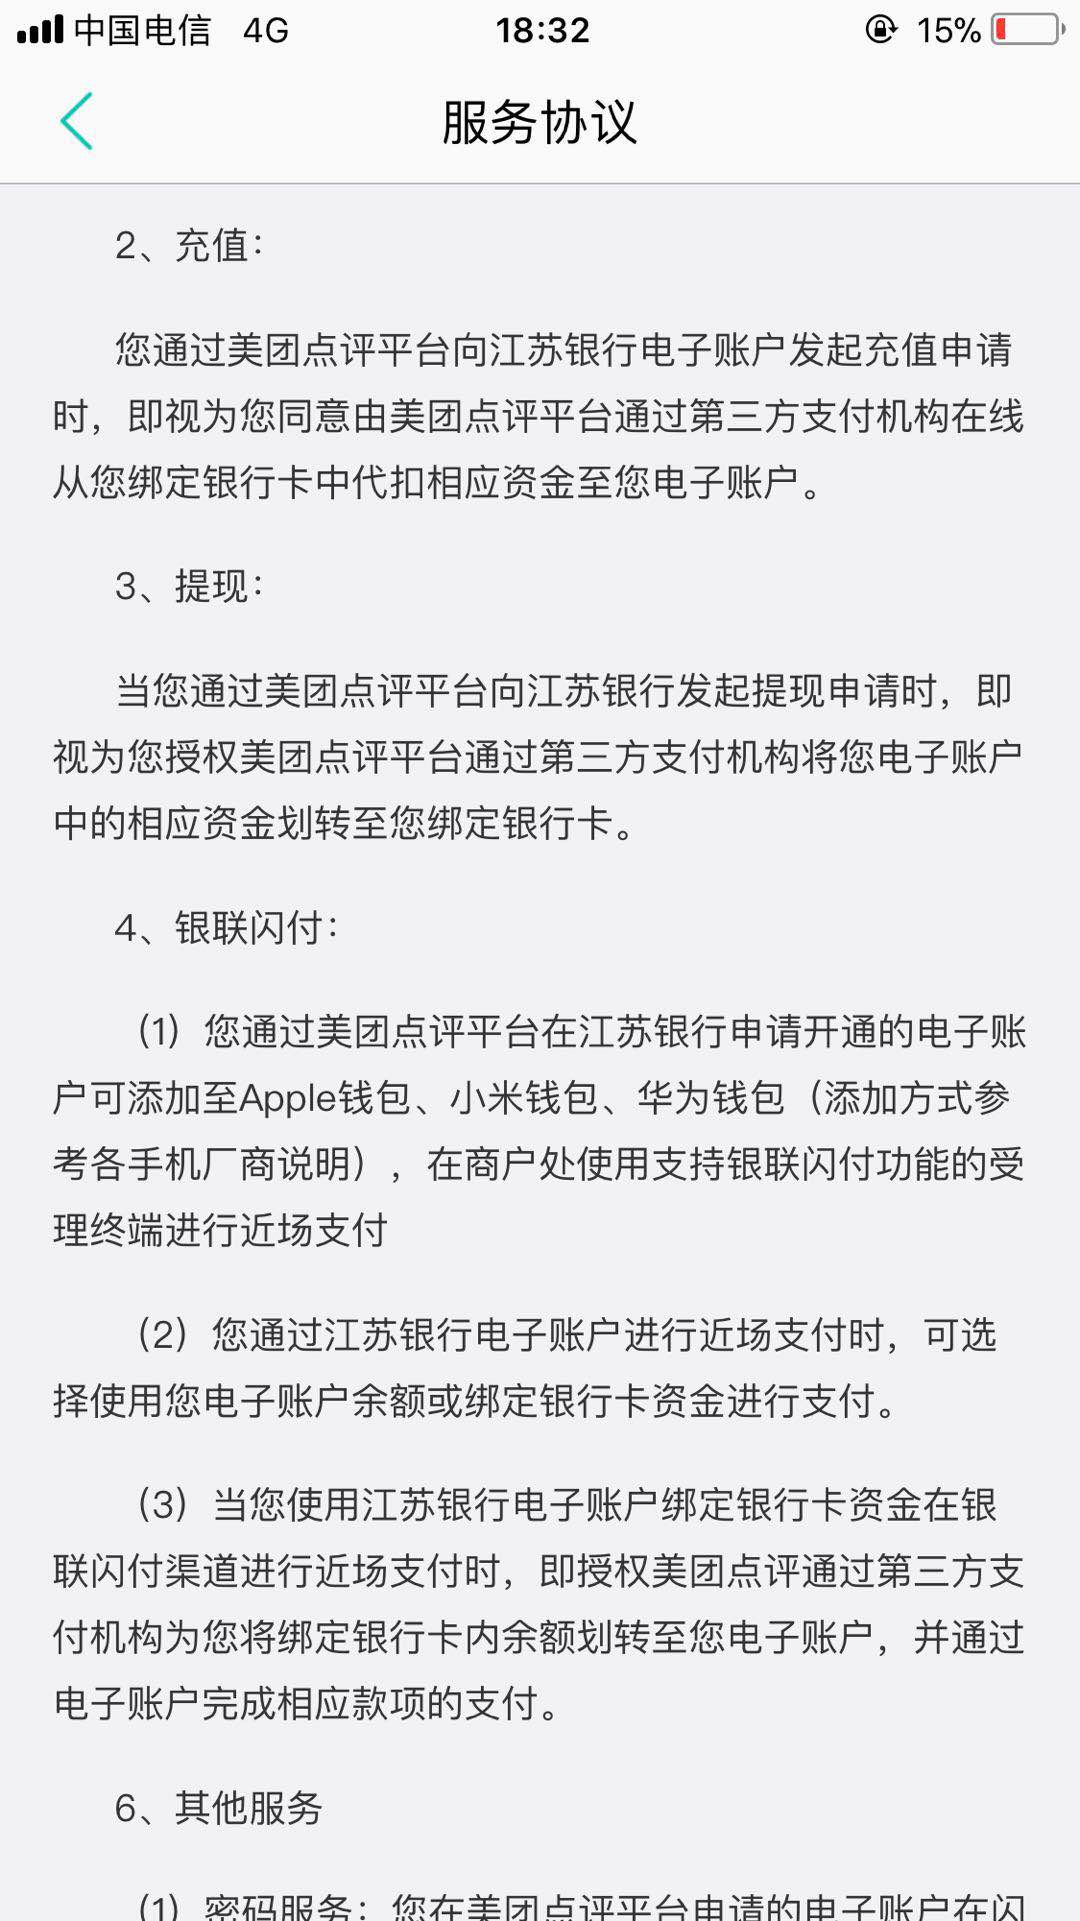 中国电信 4G 18:32 15%
服务协议
2、充值：
您通过美团点评平台向江苏银行电子账户发起充值申请
时，即视为您同意由美团点评平台通过第三方支付机构在线
从您绑定银行卡中代扣相应资金至您电子账户。
3、提现：
当您通过美团点评平台向江苏银行发起提现申请时，即
视为您授权美团点评平台通过第三方支付机构将您电子账户
中的相应资金划转至您绑定银行卡。
4、银联闪付：
（1）您通过美团点评平台在江苏银行申请开通的电子账
户可添加至Apple钱包、小米钱包、华为钱包（添加方式参
考各手机厂商说明），在商户处使用支持银联闪付功能的受
理终端进行近场支付
（2）您通过江苏银行电子账户进行近场支付时，可选
择使用您电子账户余额或绑定银行卡资金进行支付。
（3）当您使用江苏银行电子账户绑定银行卡资金在银
联闪付渠道进行近场支付时，即授权美团点评通过第三方支
付机构为您将绑定银行卡内余额划转至您电子账户，并通过
电子账户完成相应款项的支付。
6、其他服务
（1）密码服务：您在美团点评平台申请的电子账户在闪